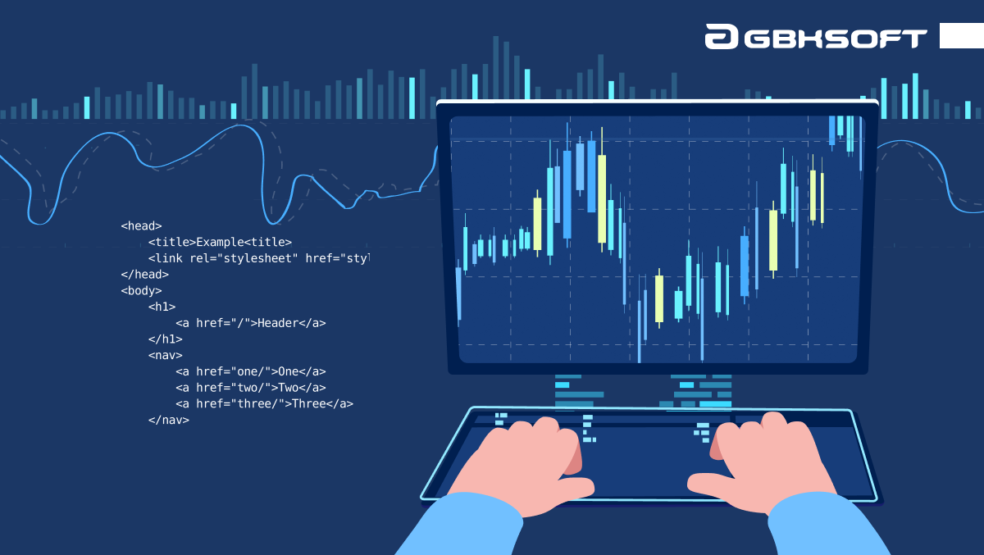 GBKSOFT
<head>
    <title>Example<title>
    <link rel="stylesheet" href="styl
</head>
<body>
    <h1>
        <a href="/">Header</a>
    </h1>
    <nav>
        <a href="one/">One</a>
        <a href="two/">Two</a>
        <a href="three/">Three</a>
    </nav>